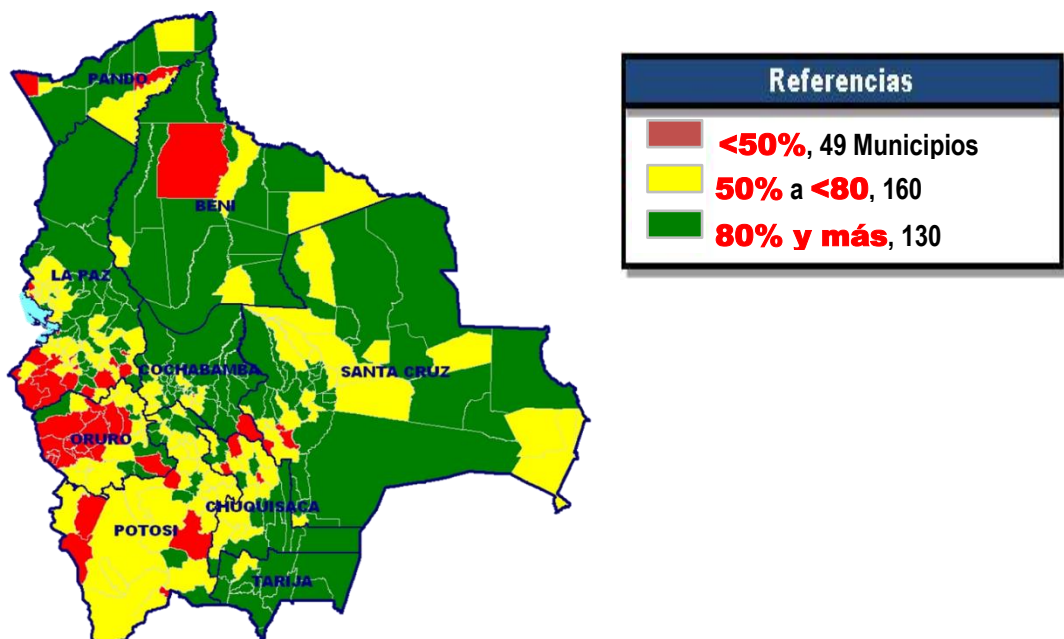 PANDO
BENI
LA PAZ
COCHABAMBA
SANTA CRUZ
ORURO
CHUQUISACA
POTOSI
TARIJA
Referencias
<50%, 49 Municipios
50% a <80, 160
80% y más, 130